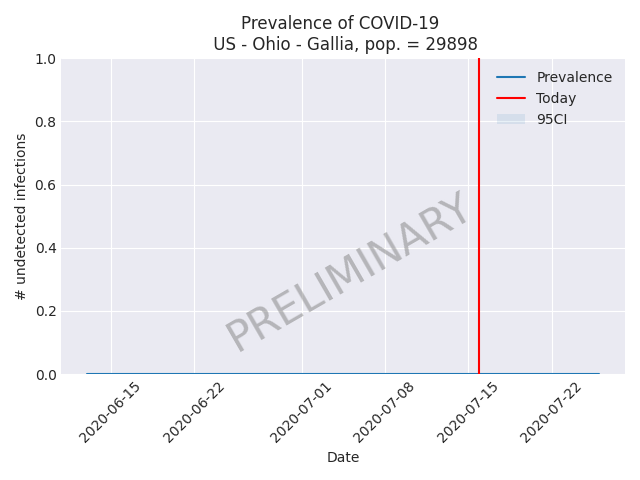 Prevalence of COVID-19
US - Ohio - Gallia, pop. = 29898
# undetected infections
1.0
0.8
0.6
0.4
0.2
0.0
Prevalence
Today
95CI
PRELIMINARY
2020-06-15
2020-06-22
2020-07-01
2020-07-08
2020-07-15
2020-07-22
Date